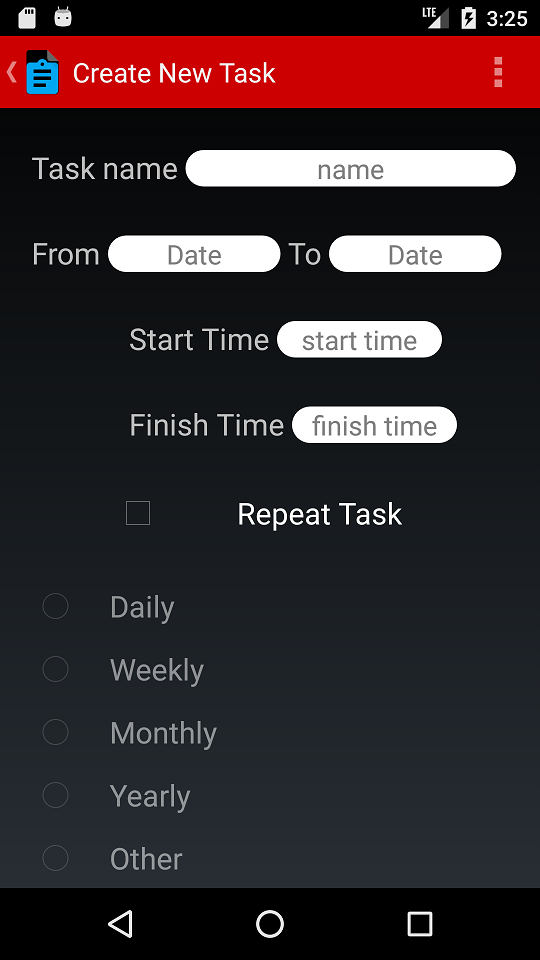 LTE 3:25
Create New Task
Task name name
From Date To Date
Start Time start time
Finish Time finish time
Repeat Task
Daily
Weekly
Monthly
Yearly
Other